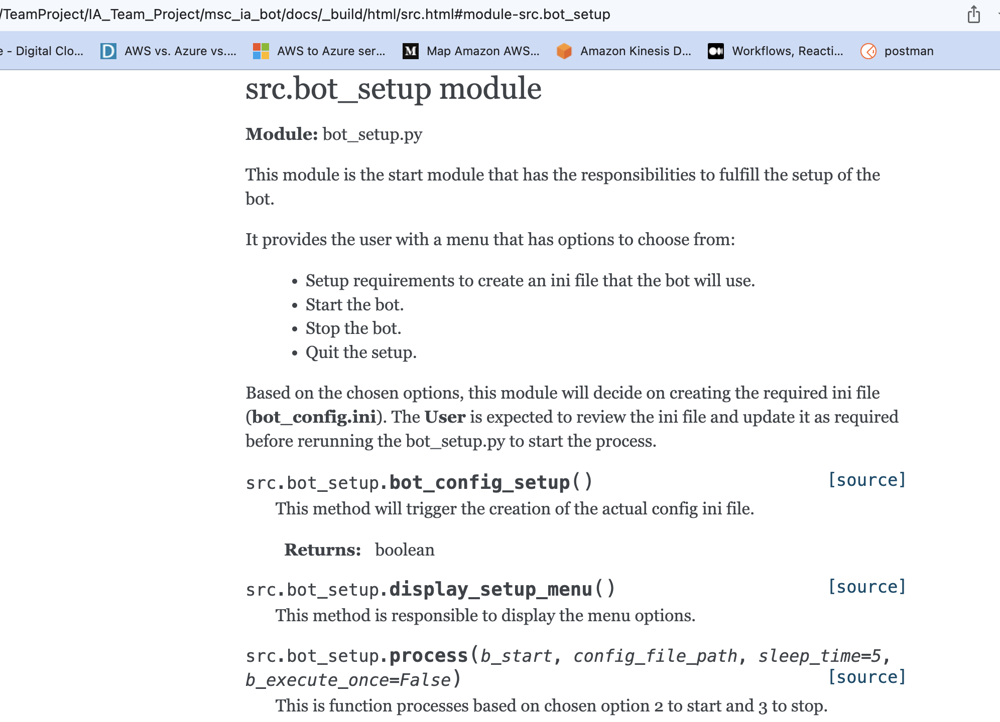 /TeamProject/IA_Team_Project/msc_ia_bot/docs/_build/html/src.html#module-src.bot_setup
e - Digital Clo... AWS vs. Azure vs.... AWS to Azure ser... Map Amazon AWS... Amazon Kinesis D... Workflows, Reacti... postman
src.bot_setup module
Module: bot_setup.py
This module is the start module that has the responsibilities to fulfill the setup of the
bot.
It provides the user with a menu that has options to choose from:
• Setup requirements to create an ini file that the bot will use.
• Start the bot.
• Stop the bot.
• Quit the setup.
Based on the chosen options, this module will decide on creating the required ini file
(bot_config.ini). The User is expected to review the ini file and update it as required
before rerunning the bot_setup.py to start the process.
src.bot_setup.bot_config_setup() [source]
This method will trigger the creation of the actual config ini file.
Returns: boolean
src.bot_setup.display_setup_menu() [source]
This method is responsible to display the menu options.
src.bot_setup.process(b_start, config_file_path, sleep_time=5,
b_execute_once=False) [source]
This is function processes based on chosen option 2 to start and 3 to stop.